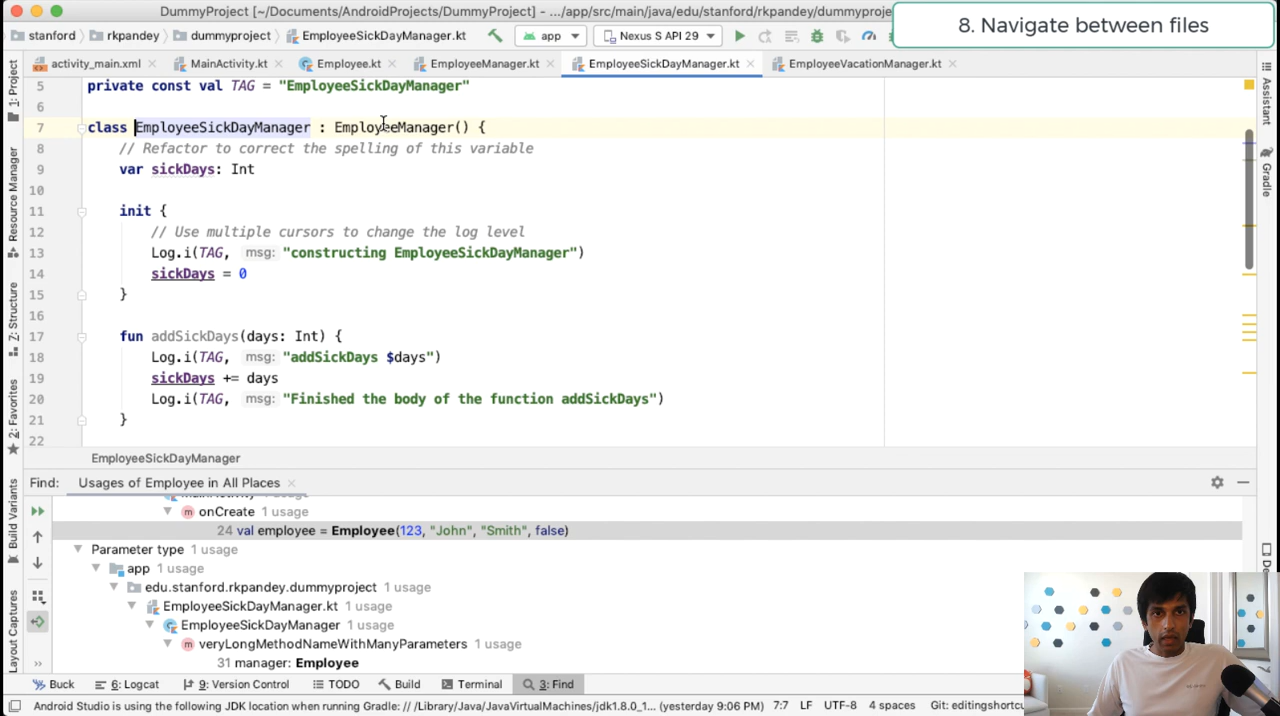 DummyProject [~/Documents/AndroidProjects/DummyProject] - .../app/src/main/java/edu/stanford/rkpandey/dummyproje
8. Navigate between files
stanford rkpandey dummyproject EmployeeSickDayManager.kt app Nexus S API 29
activity_main.xml MainActivity.kt Employee.kt EmployeeManager.kt EmployeeSickDayManager.kt EmployeeVacationManager.kt
1: Project
Resource Manager
Z: Structure
2: Favorites
Build Variants
Layout Captures
Assistant
Gradle
5 private const val TAG = "EmployeeSickDayManager"
6
7 class EmployeeSickDayManager : EmployeeManager() {
8 // Refactor to correct the spelling of this variable
9 var sickDays: Int
10
11 init {
12 // Use multiple cursors to change the log level
13 Log.i(TAG, msg: "constructing EmployeeSickDayManager")
14 sickDays = 0
15 }
16
17 fun addSickDays(days: Int) {
18 Log.i(TAG, msg: "addSickDays $days")
19 sickDays += days
20 Log.i(TAG, msg: "Finished the body of the function addSickDays")
21 }
22
EmployeeSickDayManager
Find: Usages of Employee in All Places
MainActivity 1 usage
onCreate 1 usage
24 val employee = Employee(123, "John", "Smith", false)
Parameter type 1 usage
app 1 usage
edu.stanford.rkpandey.dummyproject 1 usage
EmployeeSickDayManager.kt 1 usage
EmployeeSickDayManager 1 usage
veryLongMethodNameWithManyParameters 1 usage
31 manager: Employee
Buck 6: Logcat 9: Version Control TODO Build Terminal 3: Find
Android Studio is using the following JDK location when running Gradle: // /Library/Java/JavaVirtualMachines/jdk1.8.0_1... (yesterday 9:06 PM) 7:7 LF UTF-8 4 spaces Git: editingshortcu